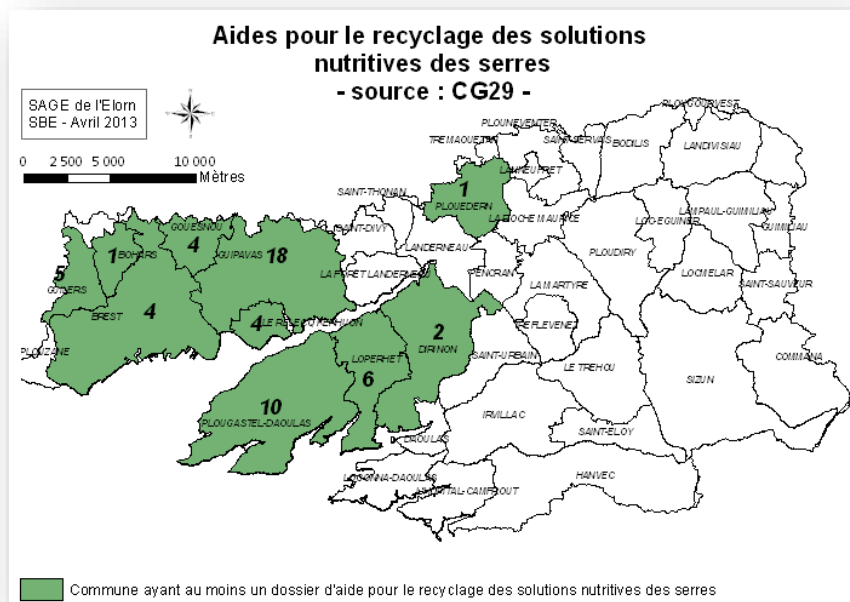 Aides pour le recyclage des solutions
nutritives des serres
- source : CG29 -
SAGE de l'Elorn
SBE - Avril 2013
0 2 500 5 000 10 000
Mètres
PLOUGOURVEST
PLOUNEVENTER
TREMAOUEZAN
SAINT-SERVAIS
BODILIS
LANDIVISIAU
LANNEUFFRET
1
PLOUEDERN
SAINT-THONAN
LA ROCHE MAURICE
LOC-EGUINER
LAMPAUL-GUIMILIAU
GUIMILIAU
GOUESNOU
4
SAINT-DIVY
LANDERNEAU
PLOUDIRY
1
BOHARS
GUIPAVAS
18
5
GUILERS
LA FORÊT LANDERNEAU
PENCRAN
LA MARTYRE
LOCMELAR
SAINT-SAUVEUR
BREST
4
4
LE RELECQ-KERHUON
2
DIRINON
TREFLEVENEZ
PLOUZANE
LOPERHET
6
SAINT-URBAIN
LE TREHOU
SIZUN
COMMANA
10
PLOUGASTEL-DAOULAS
IRVILLAC
SAINT-ELOY
DAOULAS
LOGONNA-DAOULAS
HANVEC
Commune ayant au moins un dossier d'aide pour le recyclage des solutions nutritives des serres